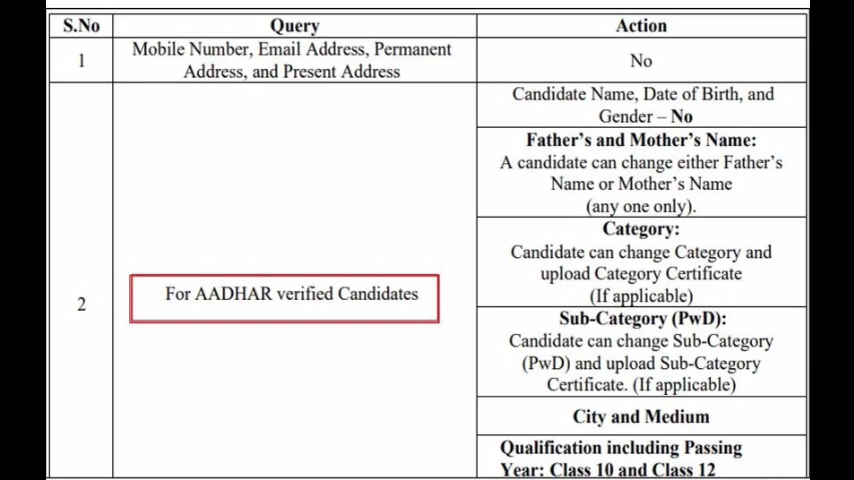 S.No Query Action
1 Mobile Number, Email Address, Permanent
Address, and Present Address
No
2 For AADHAR verified Candidates
Candidate Name, Date of Birth, and
Gender – No
Father's and Mother's Name:
A candidate can change either Father's
Name or Mother's Name
(any one only).
Category:
Candidate can change Category and
upload Category Certificate
(If applicable)
Sub-Category (PwD):
Candidate can change Sub-Category
(PwD) and upload Sub-Category
Certificate. (If applicable)
City and Medium
Qualification including Passing
Year: Class 10 and Class 12